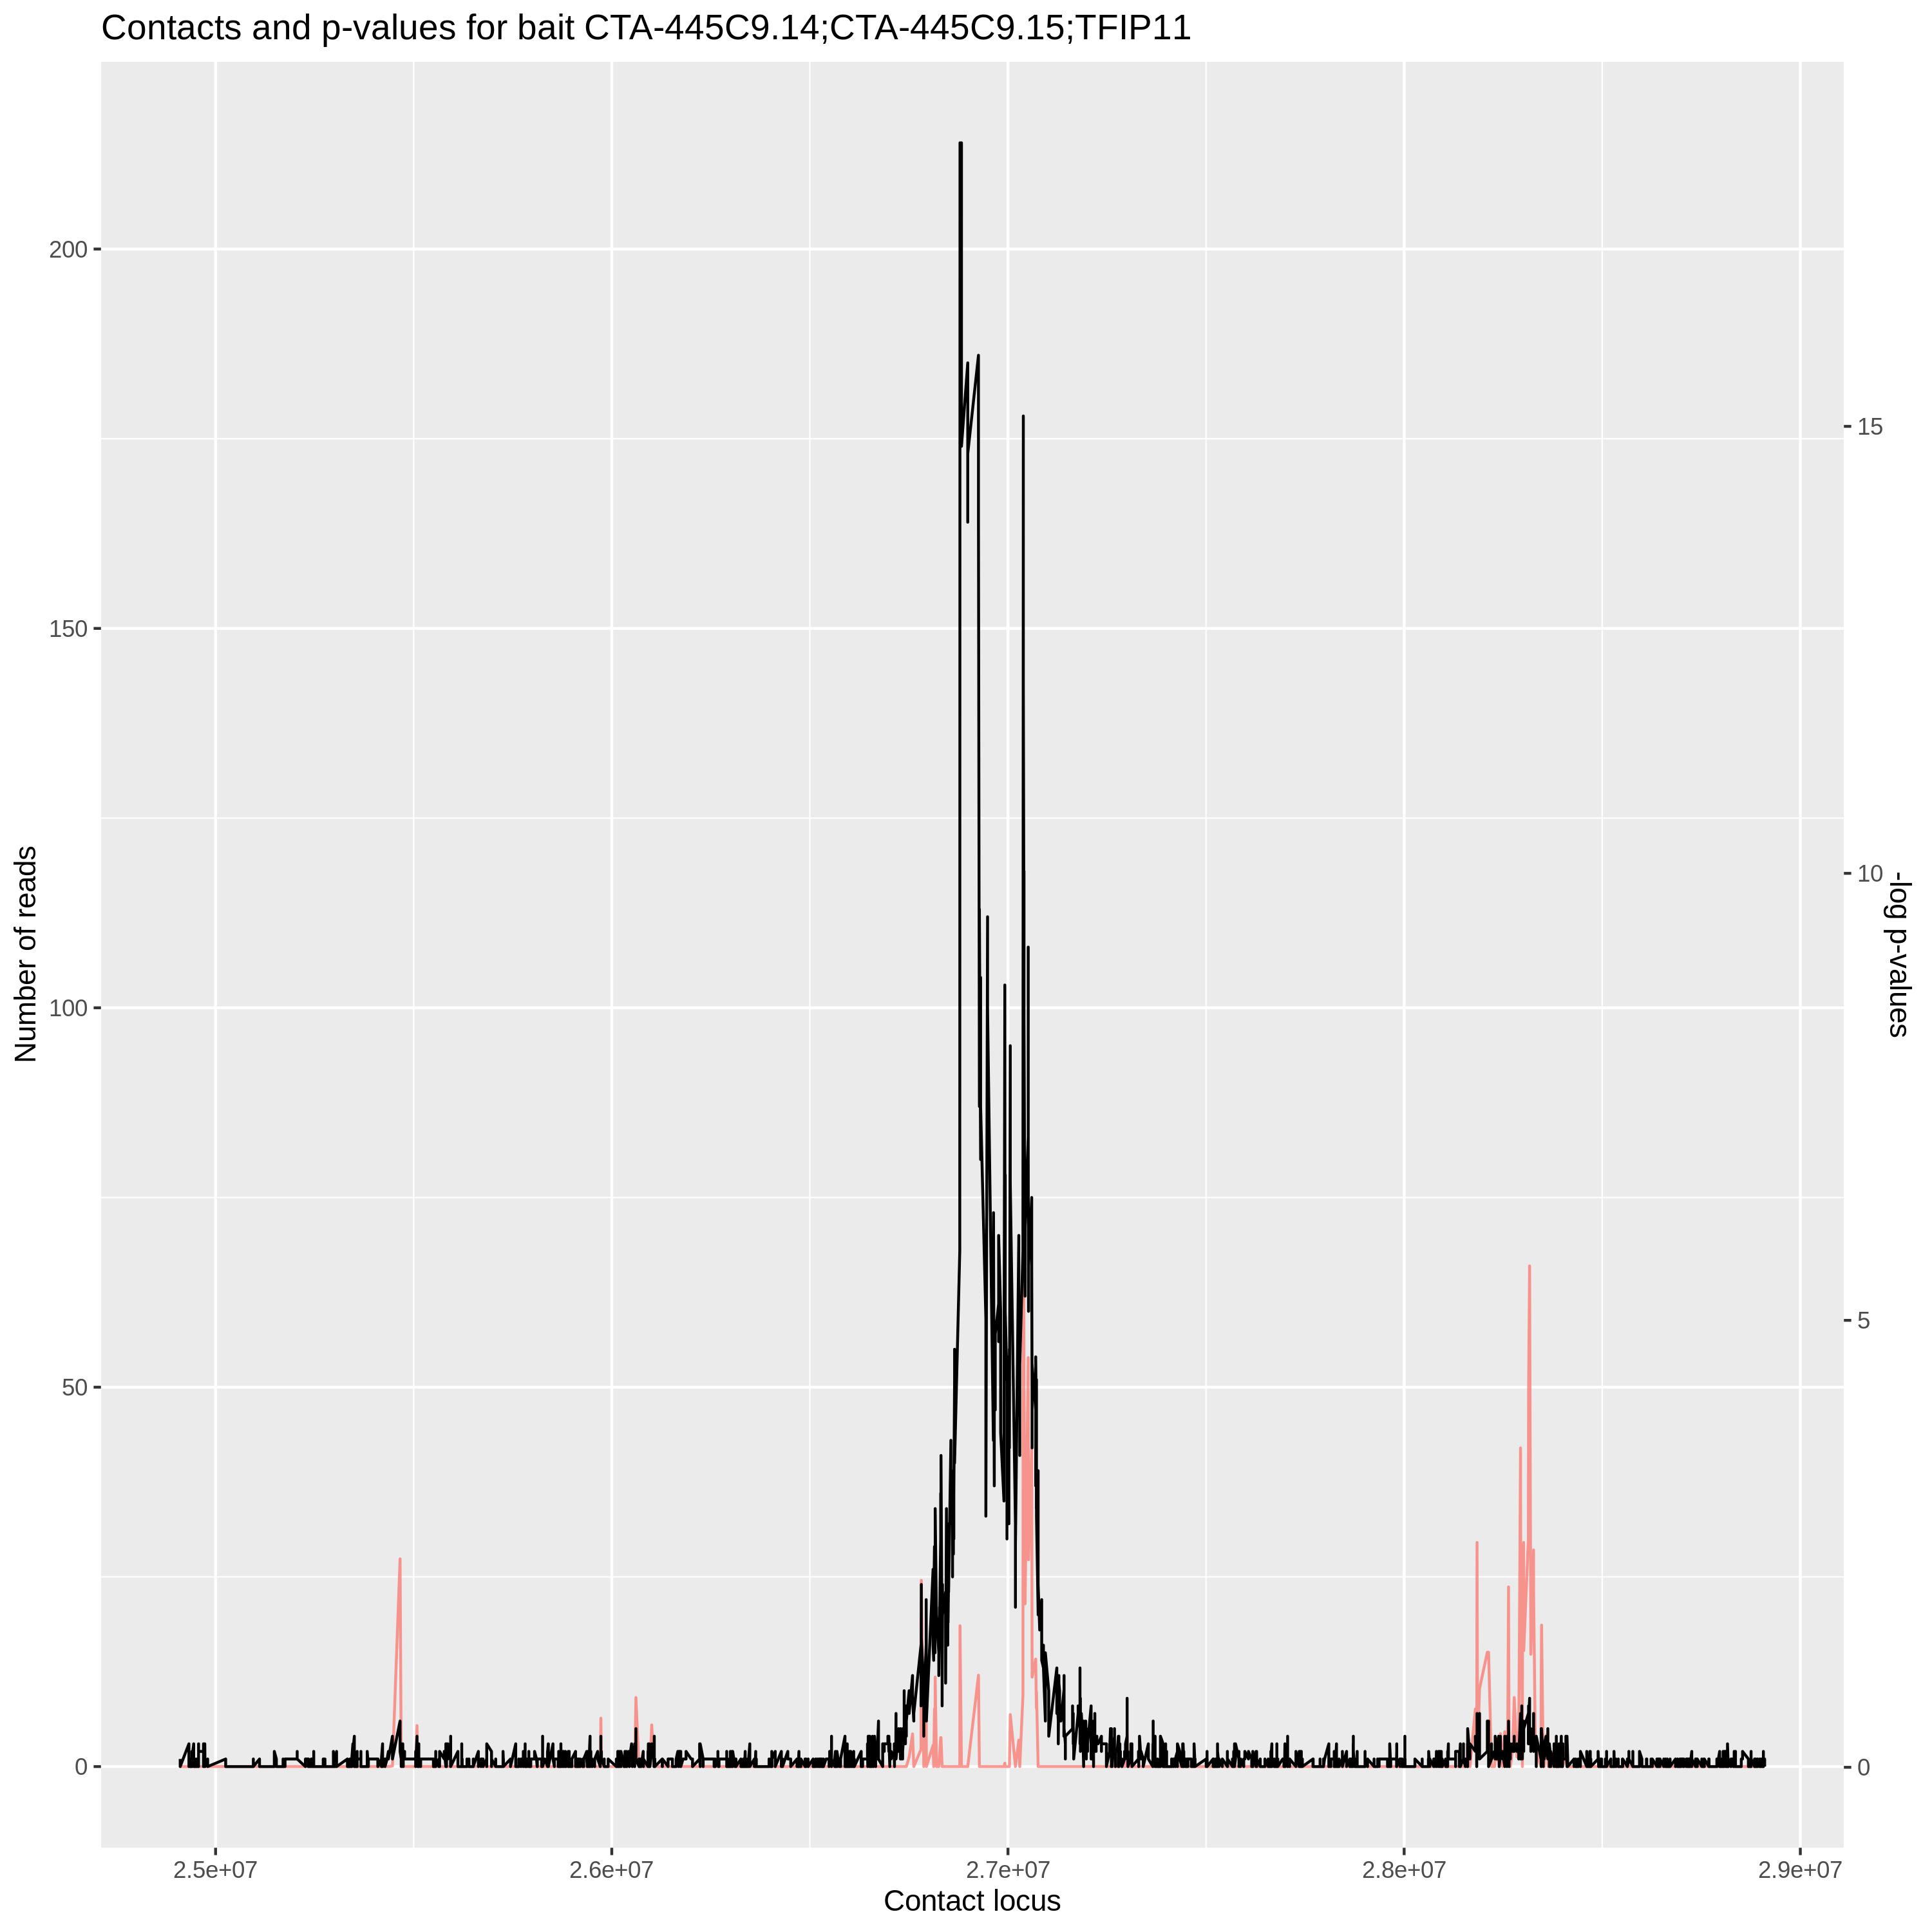 Contacts and p-values for bait CTA-445C9.14;CTA-445C9.15;TFIP11
200
150
100
50
0
Number of reads
15
10
5
0
-log p-values
2.5e+07
2.6e+07
2.7e+07
2.8e+07
2.9e+07
Contact locus